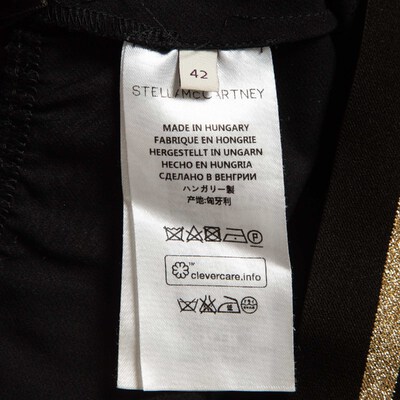 42
STELLA McCARTNEY
MADE IN HUNGARY
FABRIQUE EN HONGRIE
HERGESTELLT IN UNGARN
HECHO EN HUNGRIA
СДЕЛАНО В ВЕНГРИИ
ハンガリー製
产地:匈牙利
P
clevercare.info